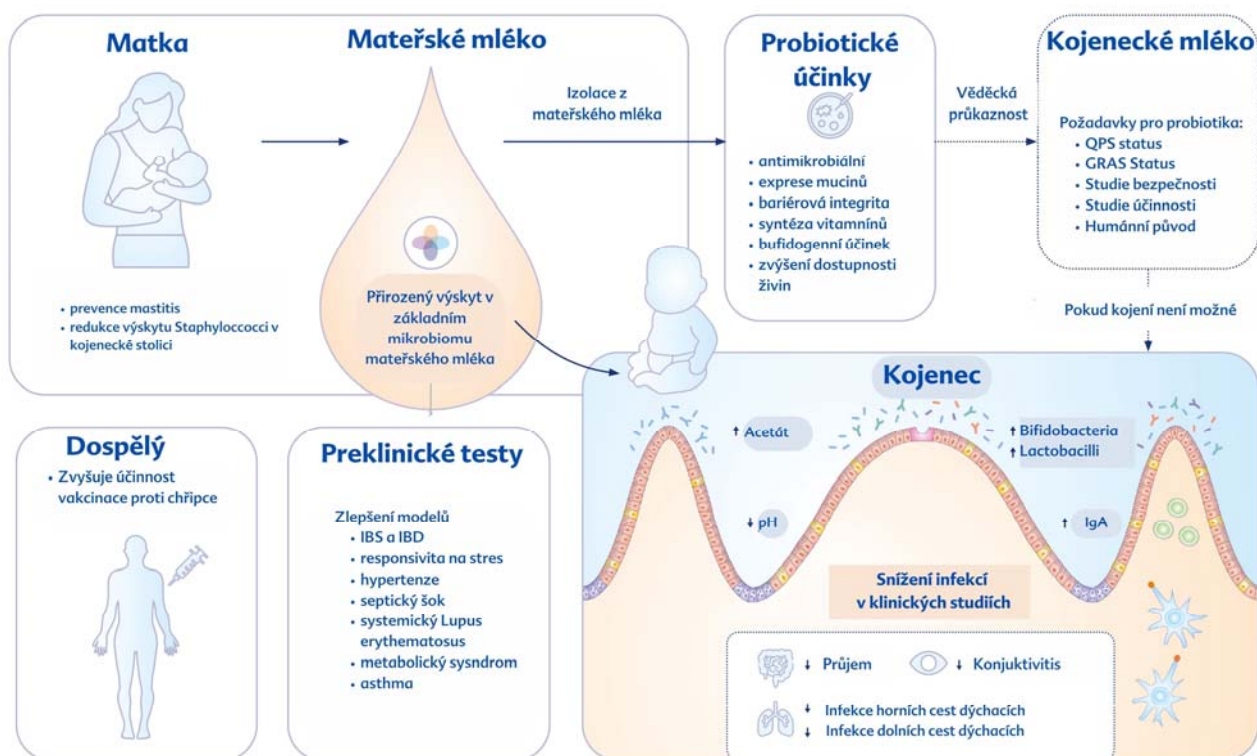 Matka
• prevence mastitis
• redukce výskytu Staphyloccocci v
kojenecké stolici
Mateřské mléko
Přirozený výskyt v
základním
mikrobiomu
mateřského mléka
Izolace z
mateřského mléka
Probiotické
účinky
• antimikrobiální
• exprese mucinů
• bariérová integrita
• syntéza vitamnínů
• bufidogenní účinek
• zvýšení dostupnosti
živin
Věděcká
průkaznost
Kojenecké mléko
Požadavky pro probiotika:
• QPS status
• GRAS Status
• Studie bezpečnosti
• Studie účinnosti
• Humánní původ
Pokud kojení není možné
Dospělý
• Zvyšuje účinnost
vakcinace proti chřipce
Preklinické testy
Zlepšení modelů
• IBS a IBD
• responsivita na stres
• hypertenze
• septický šok
• systemický Lupus
erythematosus
• metabolický sysndrom
• asthma
Kojenec
↑ Acetát
↑ Bifidobacteria
↑ Lactobacilli
↓ pH
↑ IgA
Snížení infekcí
v klinických studiích
↓ Průjem
↓ Konjuktivitis
↓ Infekce horních cest dýchacích
↓ Infekce dolních cest dýchacích